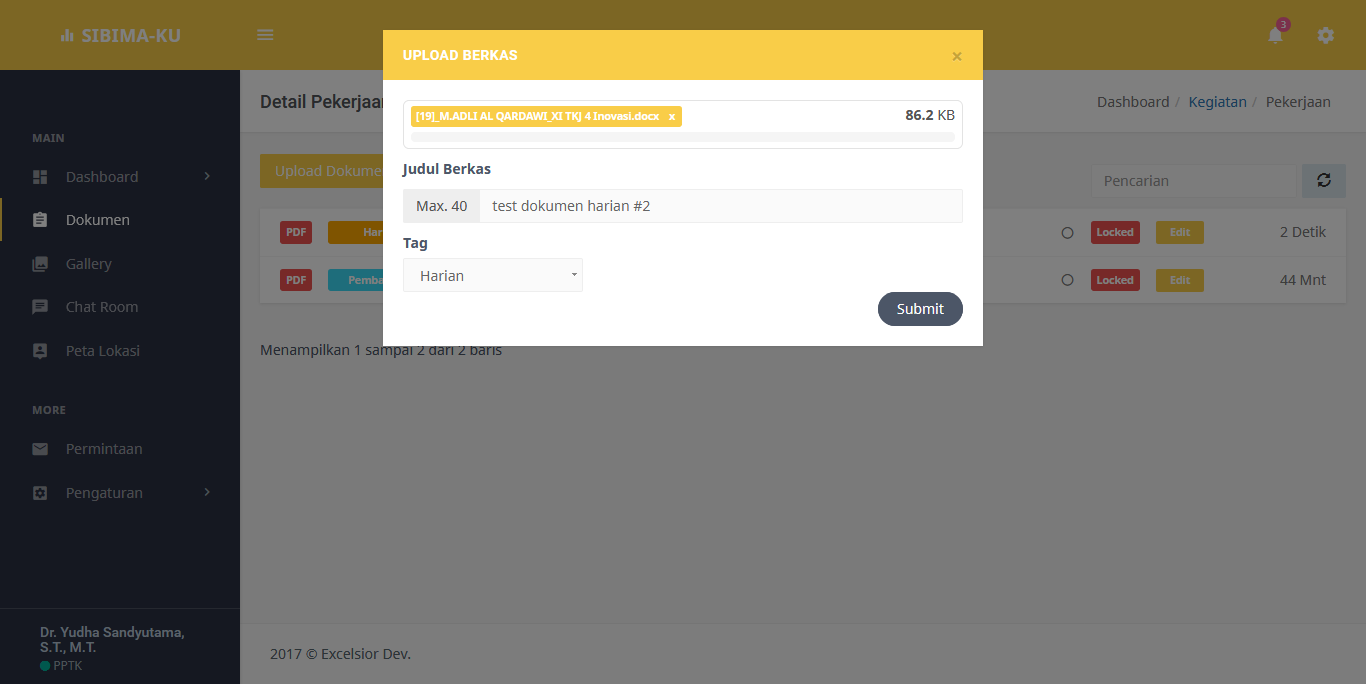 SIBIMA-KU
3
UPLOAD BERKAS ×
[19]_M.ADLI AL QARDAWI_XI TKJ 4 Inovasi.docx x 86.2 KB
Judul Berkas
Max. 40 test dokumen harian #2
Tag
Harian
Submit
Detail Pekerjaan
Dashboard / Kegiatan / Pekerjaan
Upload Dokume
Pencarian
PDF Har Locked Edit 2 Detik
PDF Pemba Locked Edit 44 Mnt
Menampilkan 1 sampai 2 dari 2 baris
MAIN
Dashboard
Dokumen
Gallery
Chat Room
Peta Lokasi
MORE
Permintaan
Pengaturan
Dr. Yudha Sandyutama,
S.T., M.T.
PPTK
2017 © Excelsior Dev.